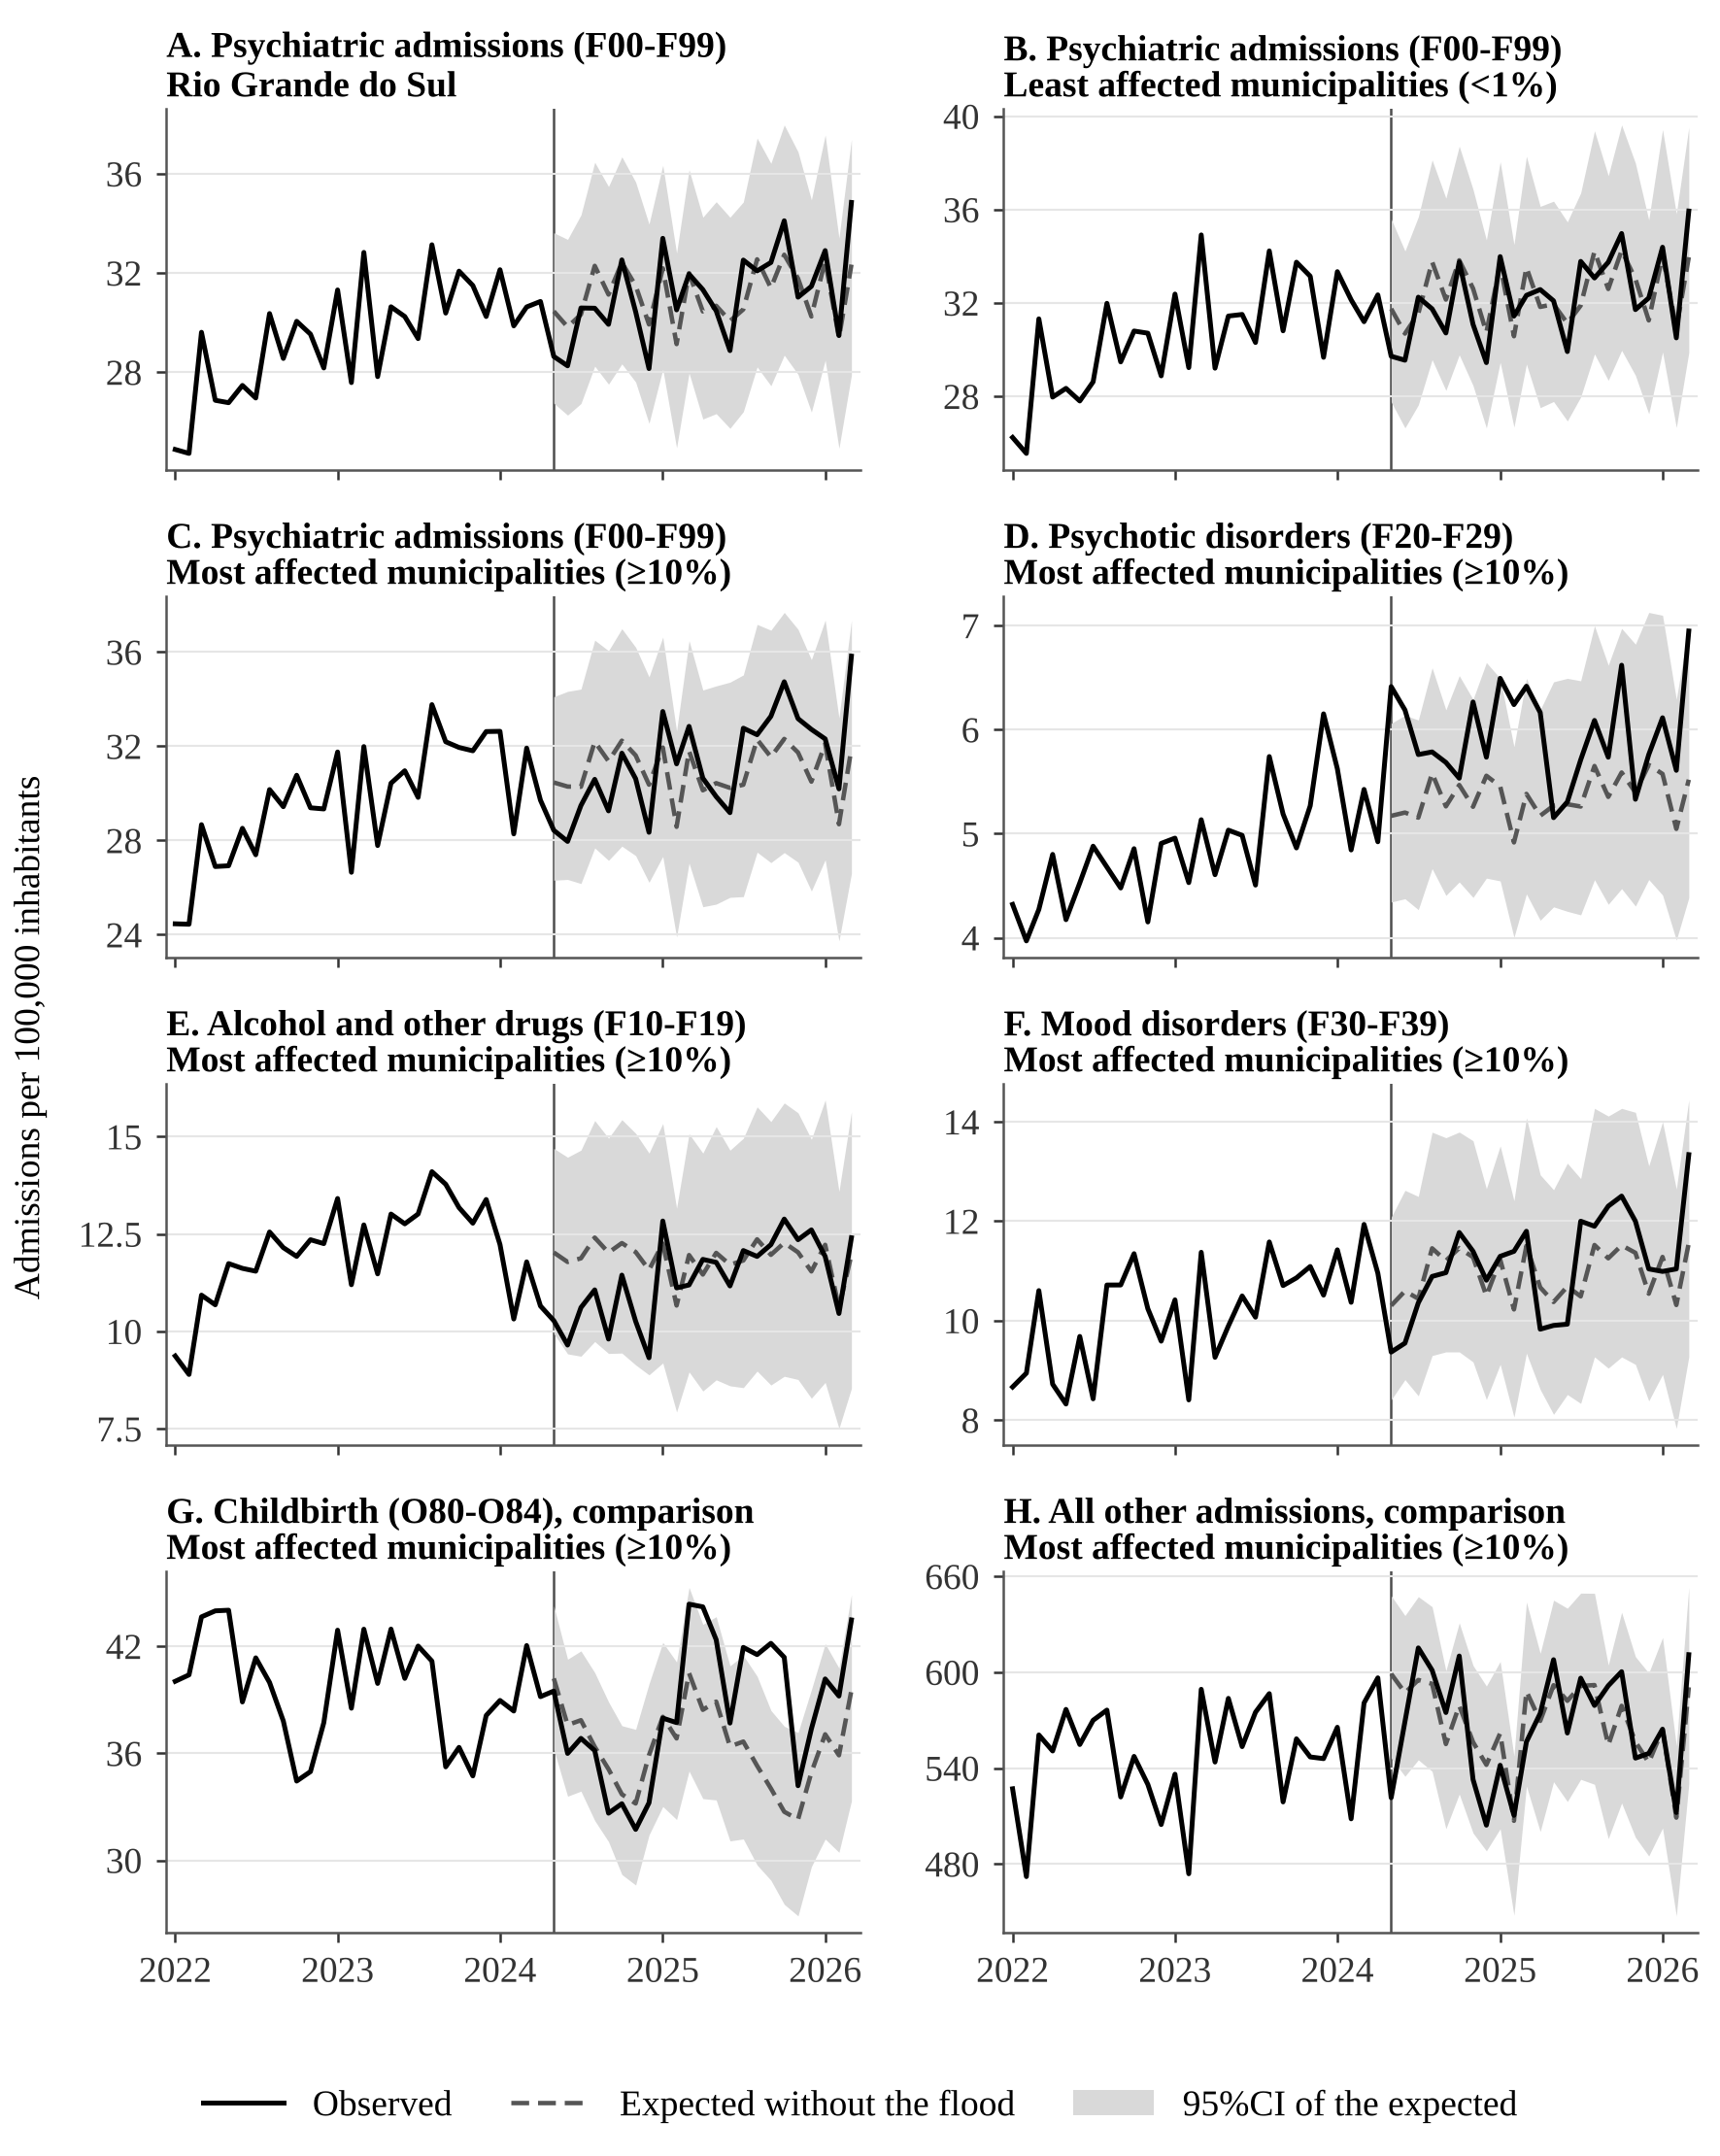 A. Psychiatric admissions (F00-F99)
Rio Grande do Sul
36
32
28
B. Psychiatric admissions (F00-F99)
Least affected municipalities (<1%)
40
36
32
28
C. Psychiatric admissions (F00-F99)
Most affected municipalities (≥10%)
36
32
28
24
D. Psychotic disorders (F20-F29)
Most affected municipalities (≥10%)
7
6
5
4
Admissions per 100,000 inhabitants
E. Alcohol and other drugs (F10-F19)
Most affected municipalities (≥10%)
15
12.5
10
7.5
F. Mood disorders (F30-F39)
Most affected municipalities (≥10%)
14
12
10
8
G. Childbirth (O80-O84), comparison
Most affected municipalities (≥10%)
42
36
30
2022 2023 2024 2025 2026
H. All other admissions, comparison
Most affected municipalities (≥10%)
660
600
540
480
2022 2023 2024 2025 2026
Observed Expected without the flood 95%CI of the expected